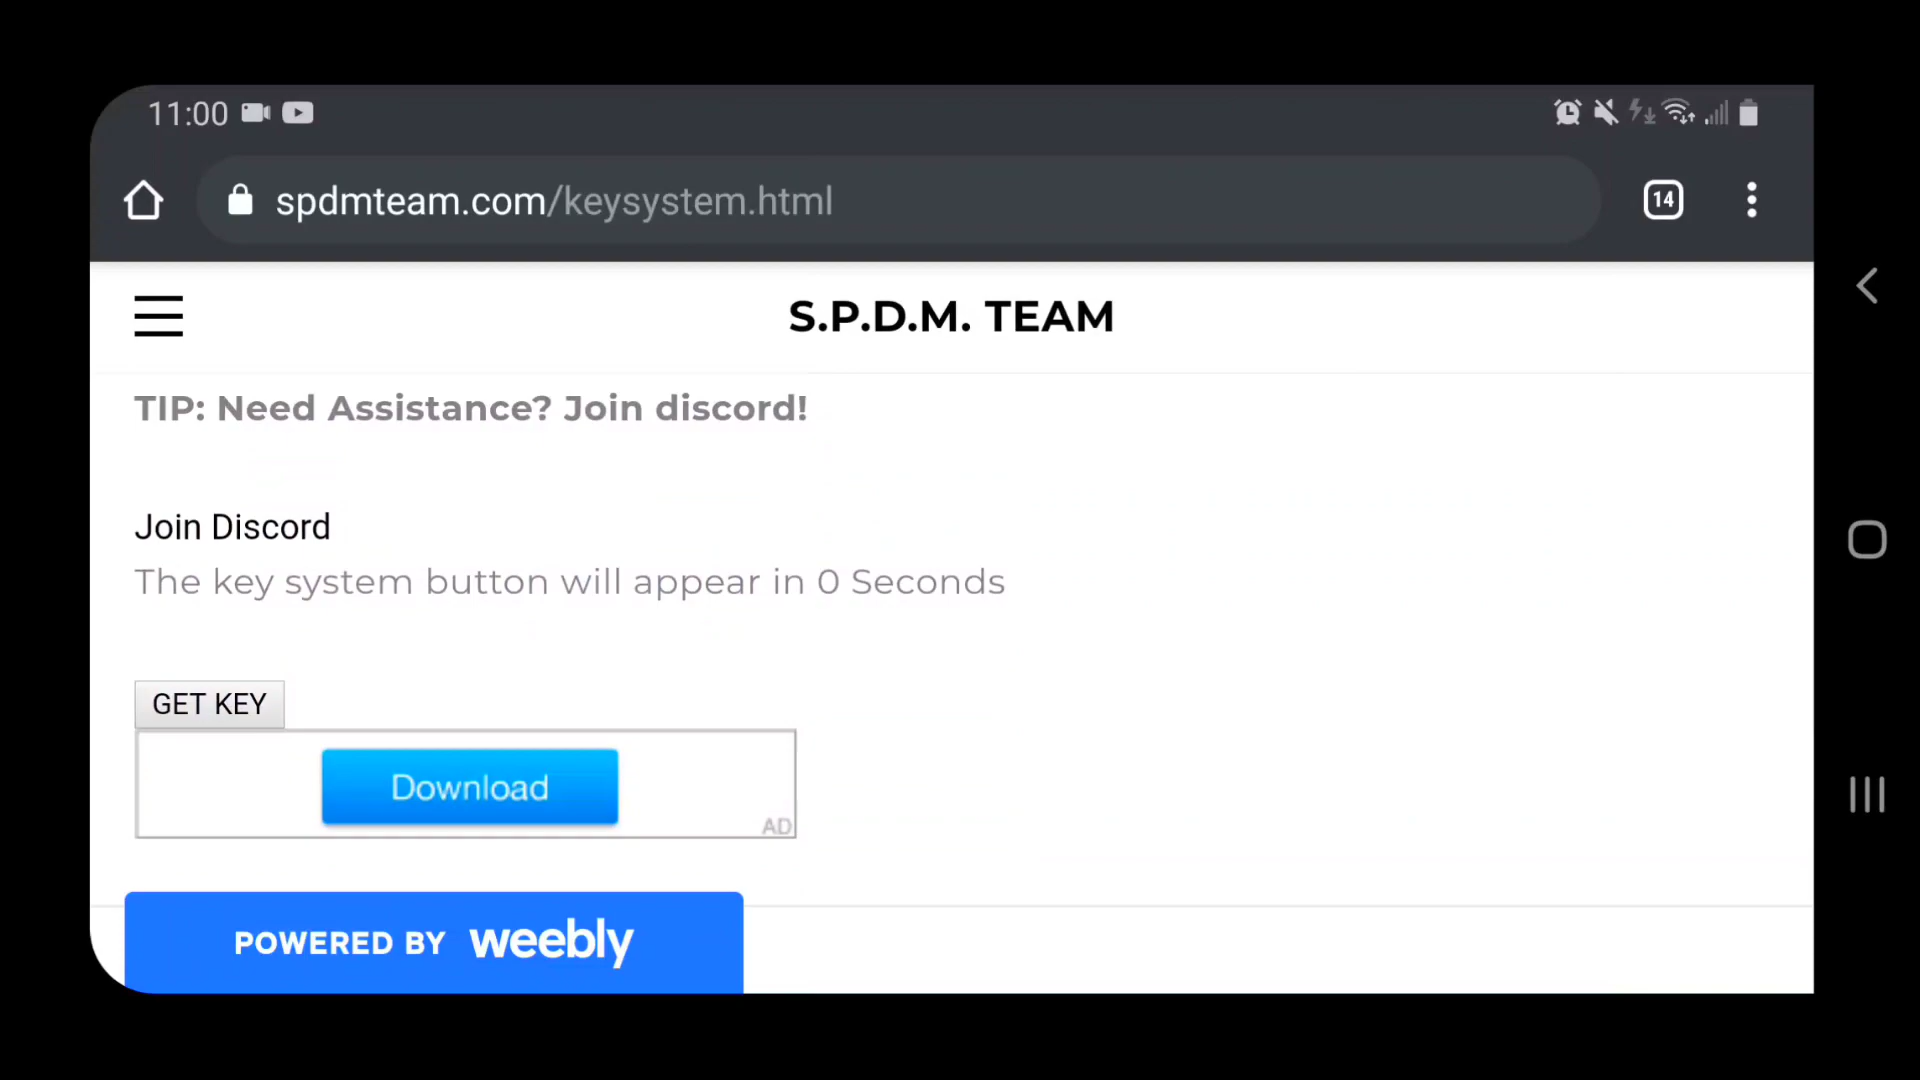 11:00
spdmteam.com/keysystem.html
14
S.P.D.M. TEAM
TIP: Need Assistance? Join discord!
Join Discord
The key system button will appear in 0 Seconds
GET KEY
Download
AD
POWERED BY weebly